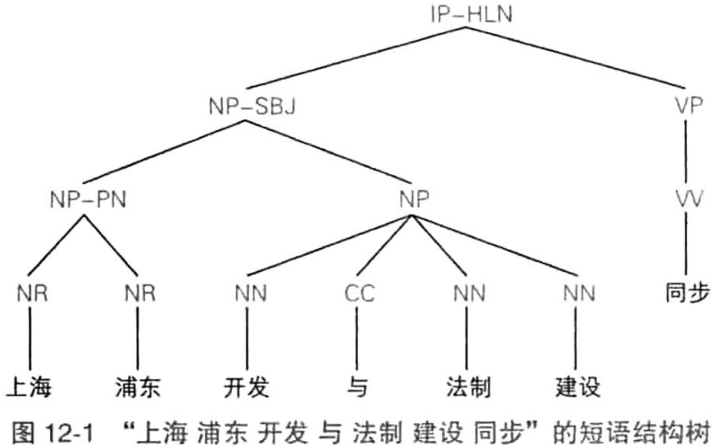 IP-HLN
NP-SBJ VP
NP-PN NP VV
NR NR NN CC NN NN 同步
上海 浦东 开发 与 法制 建设
图 12-1 “上海 浦东 开发 与 法制 建设 同步”的短语结构树